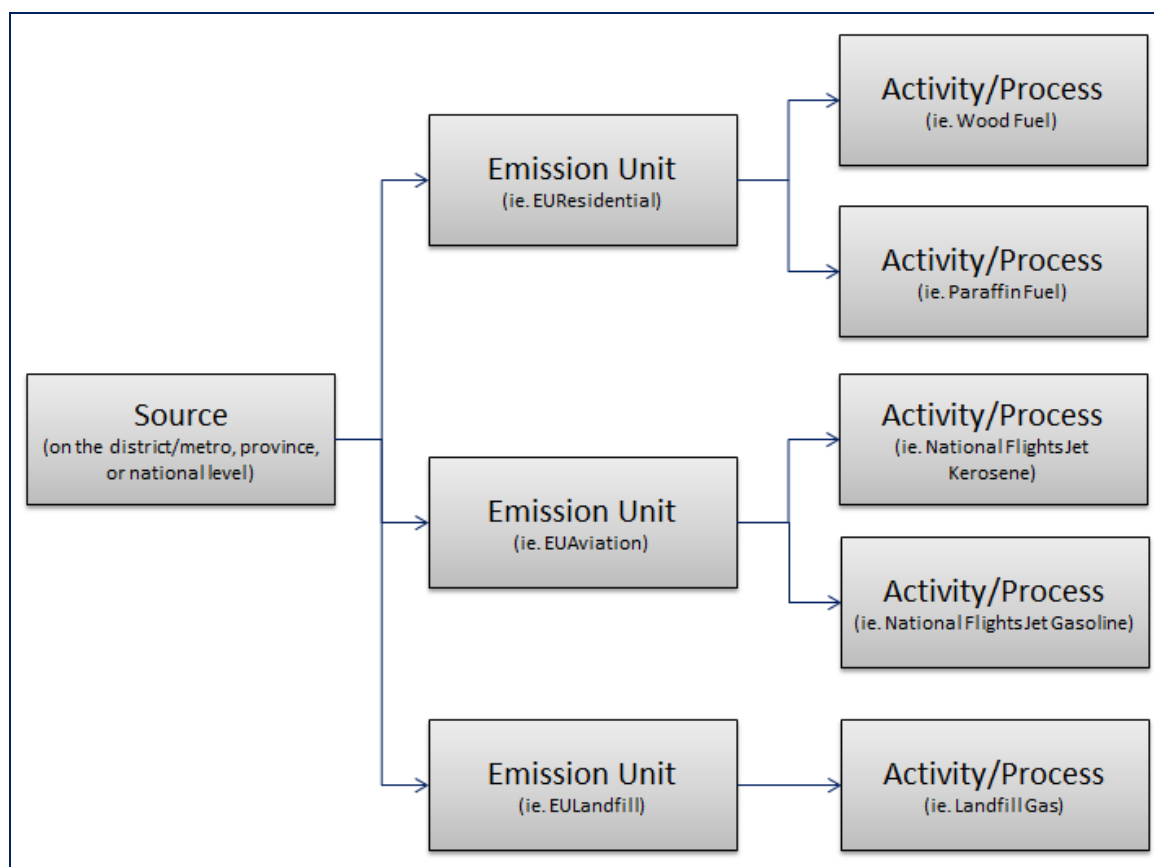 Source
(on the district/metro, province,
or national level)
Emission Unit
(ie. EUResidential)
Activity/Process
(ie. Wood Fuel)
Activity/Process
(ie. Paraffin Fuel)
Emission Unit
(ie. EUAviation)
Activity/Process
(ie. National Flights Jet
Kerosene)
Activity/Process
(ie. National Flights Jet Gasoline)
Emission Unit
(ie. EULandfill)
Activity/Process
(ie. Landfill Gas)